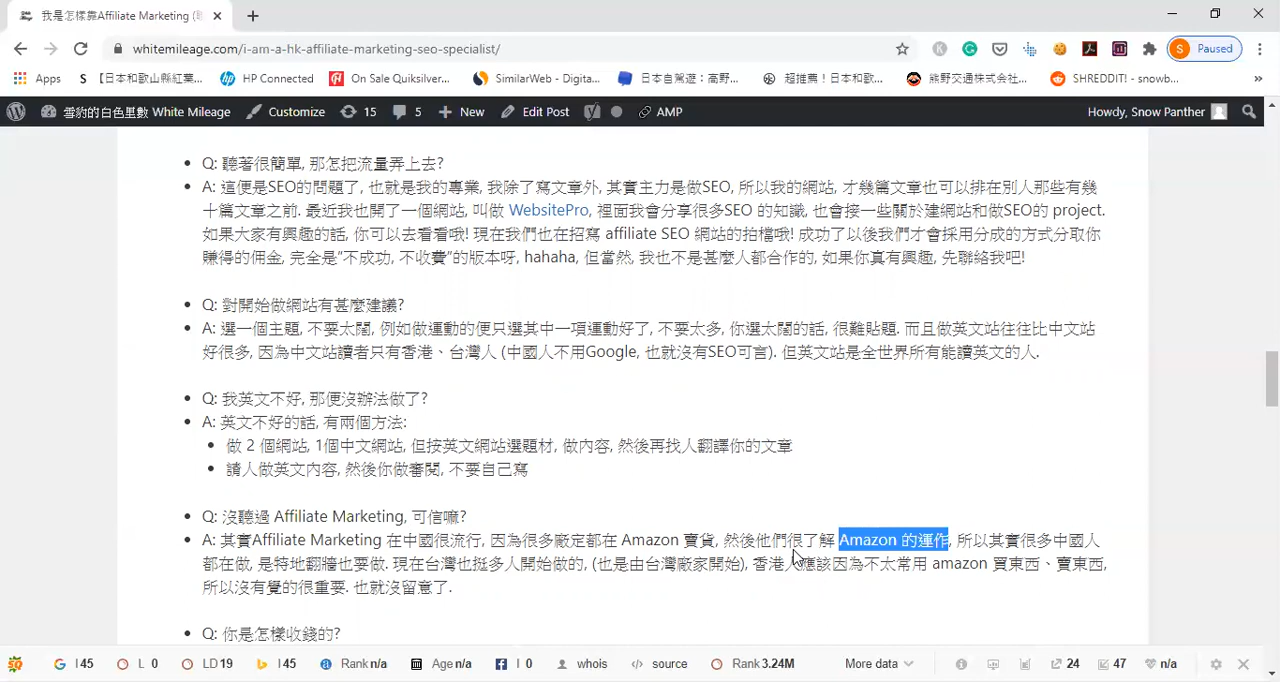 我是怎樣靠Affiliate Marketing (
whitemileage.com/i-am-a-hk-affiliate-marketing-seo-specialist/
S Paused
Apps
【日本和歌山縣紅葉...
HP Connected
On Sale Quiksilver...
SimilarWeb - Digita...
日本自駕遊：高野...
超推薦！日本和歌...
熊野交通株式会社...
SHREDDIT! - snowb...
»
雪豹的白色里數 White Mileage
Customize
15
5
New
Edit Post
AMP
Howdy, Snow Panther
Q: 聽著很簡單, 那怎把流量弄上去?
A: 這便是SEO的問題了, 也就是我的專業, 我除了寫文章外, 其實主力是做SEO, 所以我的網站, 才幾篇文章也可以排在別人那些有幾
十篇文章之前. 最近我也開了一個網站, 叫做 WebsitePro, 裡面我會分享很多SEO 的知識, 也會接一些關於建網站和做SEO的 project.
如果大家有興趣的話, 你可以去看看哦! 現在我們也在招寫 affiliate SEO 網站的拍檔哦! 成功了以後我們才會採用分成的方式分取你
賺得的佣金, 完全是“不成功, 不收費”的版本呀, hahaha, 但當然, 我也不是甚麼人都合作的, 如果你真有興趣, 先聯絡我吧!
Q: 對開始做網站有甚麼建議?
A: 選一個主題, 不要太闊, 例如做運動的便只選其中一項運動好了, 不要太多, 你選太闊的話, 很難貼題. 而且做英文站往往比中文站
好很多, 因為中文站讀者只有香港、台灣人 (中國人不用Google, 也就沒有SEO可言). 但英文站是全世界所有能讀英文的人.
Q: 我英文不好, 那便沒辦法做了?
A: 英文不好的話, 有兩個方法:
做 2 個網站, 1個中文網站, 但按英文網站選題材, 做內容, 然後再找人翻譯你的文章
請人做英文內容, 然後你做審閱, 不要自己寫
Q: 沒聽過 Affiliate Marketing, 可信嘛?
A: 其實Affiliate Marketing 在中國很流行, 因為很多廠定都在 Amazon 賣貨, 然後他們很了解 Amazon 的運作, 所以其實很多中國人
都在做, 是特地翻牆也要做. 現在台灣也挺多人開始做的, (也是由台灣廠家開始), 香港人應該因為不太常用 amazon 買東西、賣東西,
所以沒有覺的很重要. 也就沒留意了.
Q: 你是怎樣收錢的?
I 45
L 0
LD 19
I 45
Rank n/a
Age n/a
I 0
whois
source
Rank 3.24M
More data
24
47
n/a